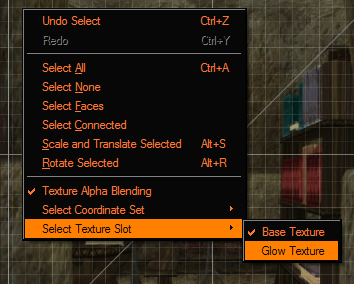 Undo Select Ctrl+Z
Redo Ctrl+Y
Select All Ctrl+A
Select None
Select Faces
Select Connected
Scale and Translate Selected Alt+S
Rotate Selected Alt+R
Texture Alpha Blending
Select Coordinate Set
Select Texture Slot
Base Texture
Glow Texture